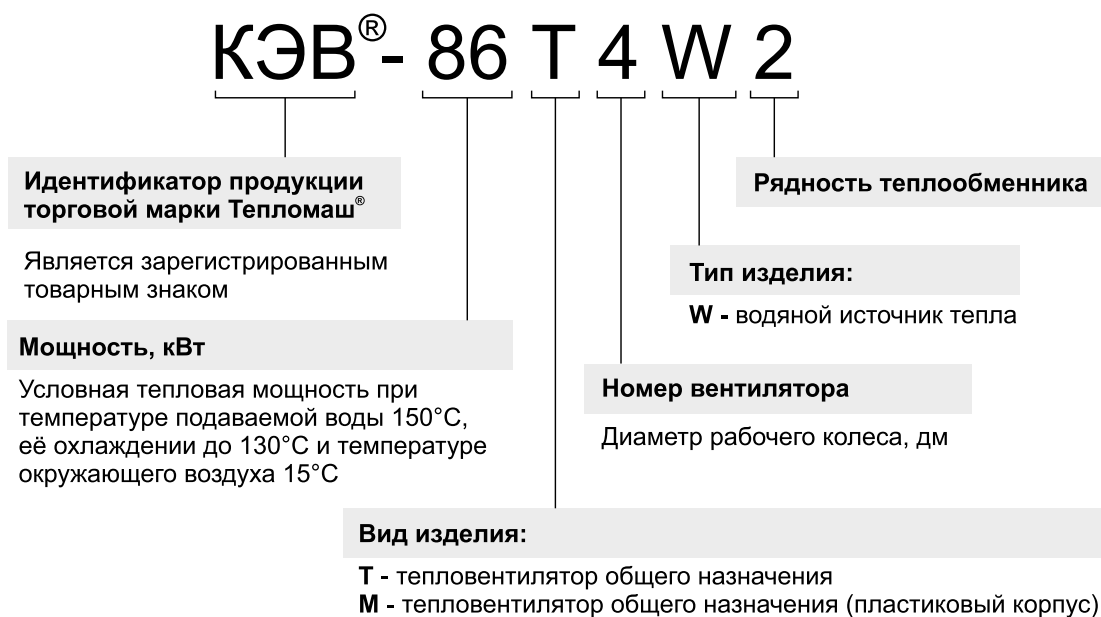 КЭВ®- 86 Т 4 W 2
Идентификатор продукции
торговой марки Тепломаш®
Является зарегистрированным
товарным знаком
Рядность теплообменника
Тип изделия:
W - водяной источник тепла
Мощность, кВт
Условная тепловая мощность при
температуре подаваемой воды 150°С,
её охлаждении до 130°С и температуре
окружающего воздуха 15°С
Номер вентилятора
Диаметр рабочего колеса, дм
Вид изделия:
Т - тепловентилятор общего назначения
М - тепловентилятор общего назначения (пластиковый корпус)